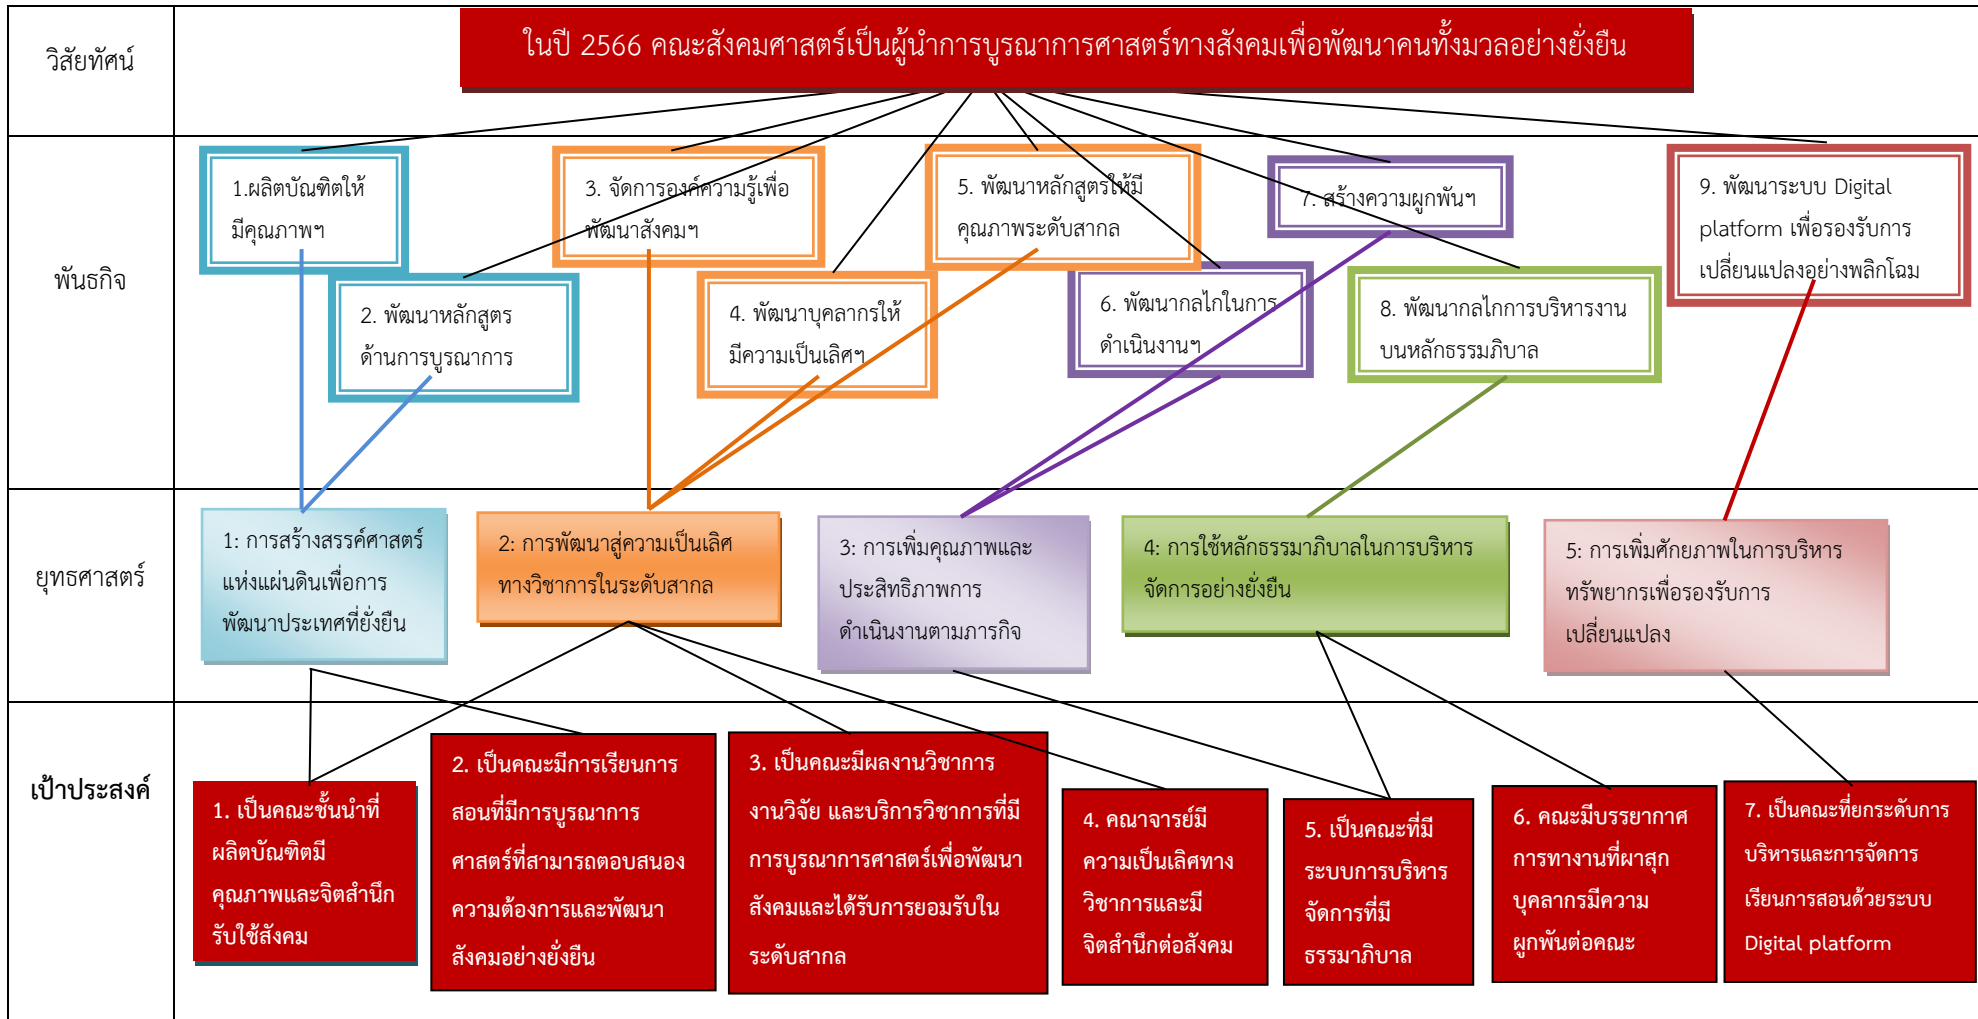 วิสัยทัศน์
ในปี 2566 คณะสังคมศาสตร์เป็นผู้นำการบูรณาการศาสตร์ทางสังคมเพื่อพัฒนาคนทั้งมวลอย่างยั่งยืน
พันธกิจ
1.ผลิตบัณฑิตให้
มีคุณภาพฯ
2. พัฒนาหลักสูตร
ด้านการบูรณาการ
3. จัดการองค์ความรู้เพื่อ
พัฒนาสังคมฯ
4. พัฒนาบุคลากรให้
มีความเป็นเลิศฯ
5. พัฒนาหลักสูตรให้มี
คุณภาพระดับสากล
6. พัฒนากลไกในการ
ดำเนินงานฯ
7. สร้างความผูกพันฯ
8. พัฒนากลไกการบริหารงาน
บนหลักธรรมภิบาล
9. พัฒนาระบบ Digital
platform เพื่อรองรับการ
เปลี่ยนแปลงอย่างพลิกโฉม
ยุทธศาสตร์
1: การสร้างสรรค์ศาสตร์
แห่งแผ่นดินเพื่อการ
พัฒนาประเทศที่ยั่งยืน
2: การพัฒนาสู่ความเป็นเลิศ
ทางวิชาการในระดับสากล
3: การเพิ่มคุณภาพและ
ประสิทธิภาพการ
ดำเนินงานตามภารกิจ
4: การใช้หลักธรรมาภิบาลในการบริหาร
จัดการอย่างยั่งยืน
5: การเพิ่มศักยภาพในการบริหาร
ทรัพยากรเพื่อรองรับการ
เปลี่ยนแปลง
เป้าประสงค์
1. เป็นคณะชั้นนำที่
ผลิตบัณฑิตมี
คุณภาพและจิตสำนึก
รับใช้สังคม
2. เป็นคณะมีการเรียนการ
สอนที่มีการบูรณาการ
ศาสตร์ที่สามารถตอบสนอง
ความต้องการและพัฒนา
สังคมอย่างยั่งยืน
3. เป็นคณะมีผลงานวิชาการ
งานวิจัย และบริการวิชาการที่มี
การบูรณาการศาสตร์เพื่อพัฒนา
สังคมและได้รับการยอมรับใน
ระดับสากล
4. คณาจารย์มี
ความเป็นเลิศทาง
วิชาการและมี
จิตสำนึกต่อสังคม
5. เป็นคณะที่มี
ระบบการบริหาร
จัดการที่มี
ธรรมาภิบาล
6. คณะมีบรรยากาศ
การทางานที่ผาสุก
บุคลากรมีความ
ผูกพันต่อคณะ
7. เป็นคณะที่ยกระดับการ
บริหารและการจัดการ
เรียนการสอนด้วยระบบ
Digital platform